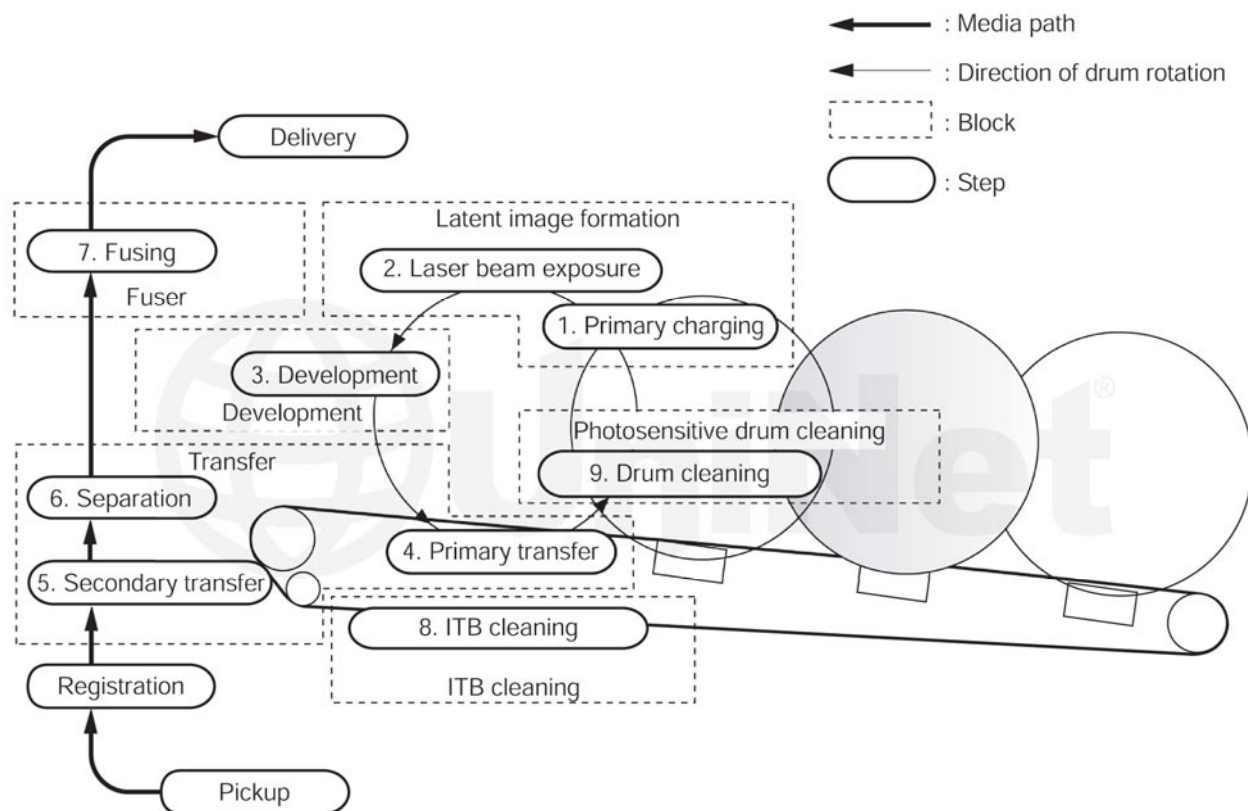 : Media path
: Direction of drum rotation
: Block
: Step
Delivery
Latent image formation
7. Fusing
2. Laser beam exposure
Fuser
1. Primary charging
3. Development
Development
Photosensitive drum cleaning
Transfer
9. Drum cleaning
6. Separation
4. Primary transfer
5. Secondary transfer
8. ITB cleaning
Registration
ITB cleaning
Pickup
UniNet®